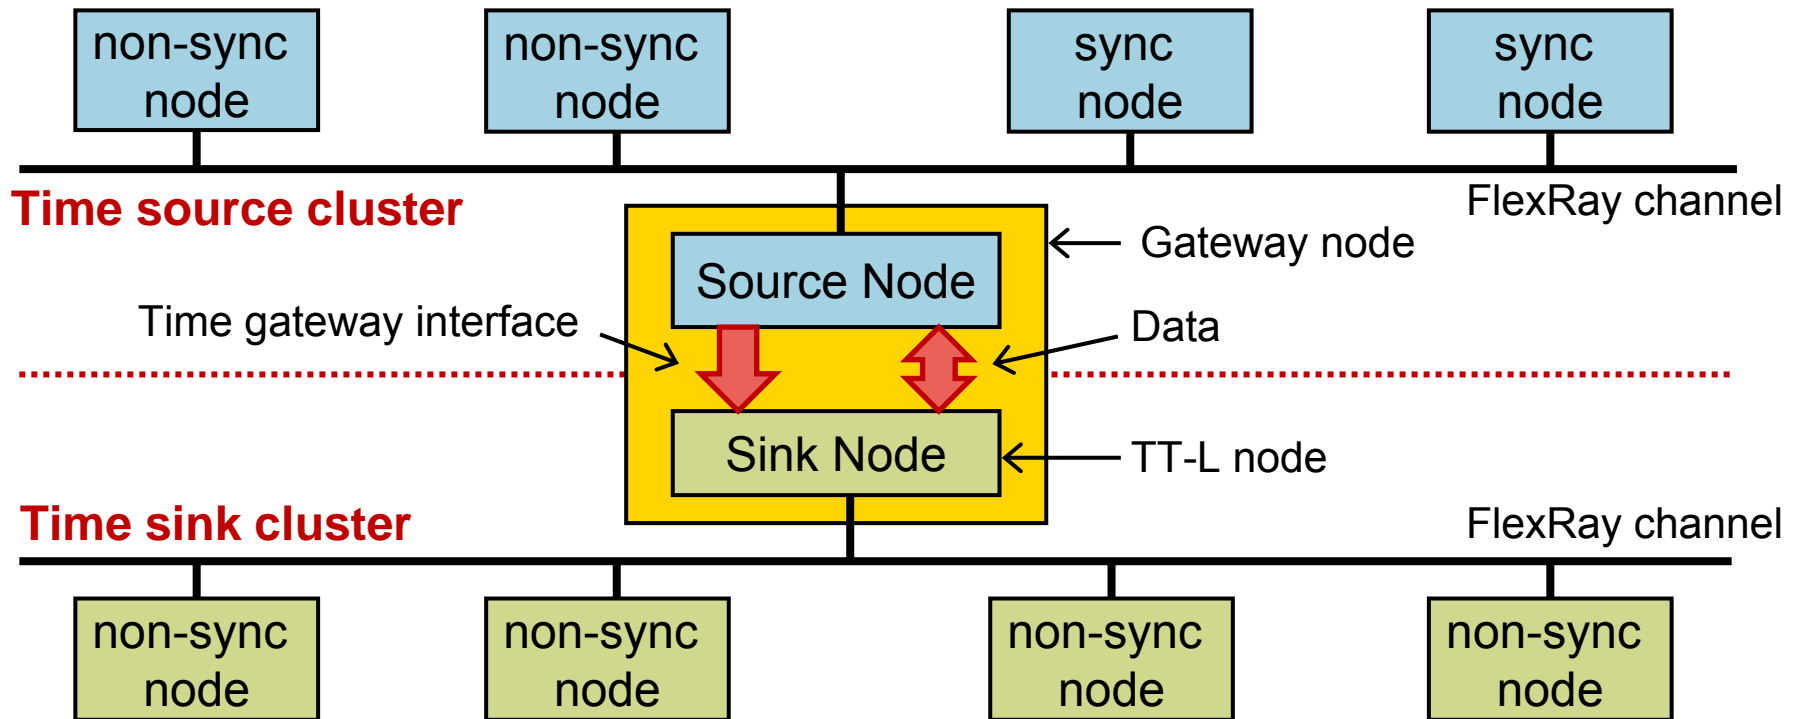 non-sync
node
non-sync
node
sync
node
sync
node
Time source cluster
FlexRay channel
Gateway node
Source Node
Time gateway interface
Data
Sink Node
TT-L node
Time sink cluster
FlexRay channel
non-sync
node
non-sync
node
non-sync
node
non-sync
node